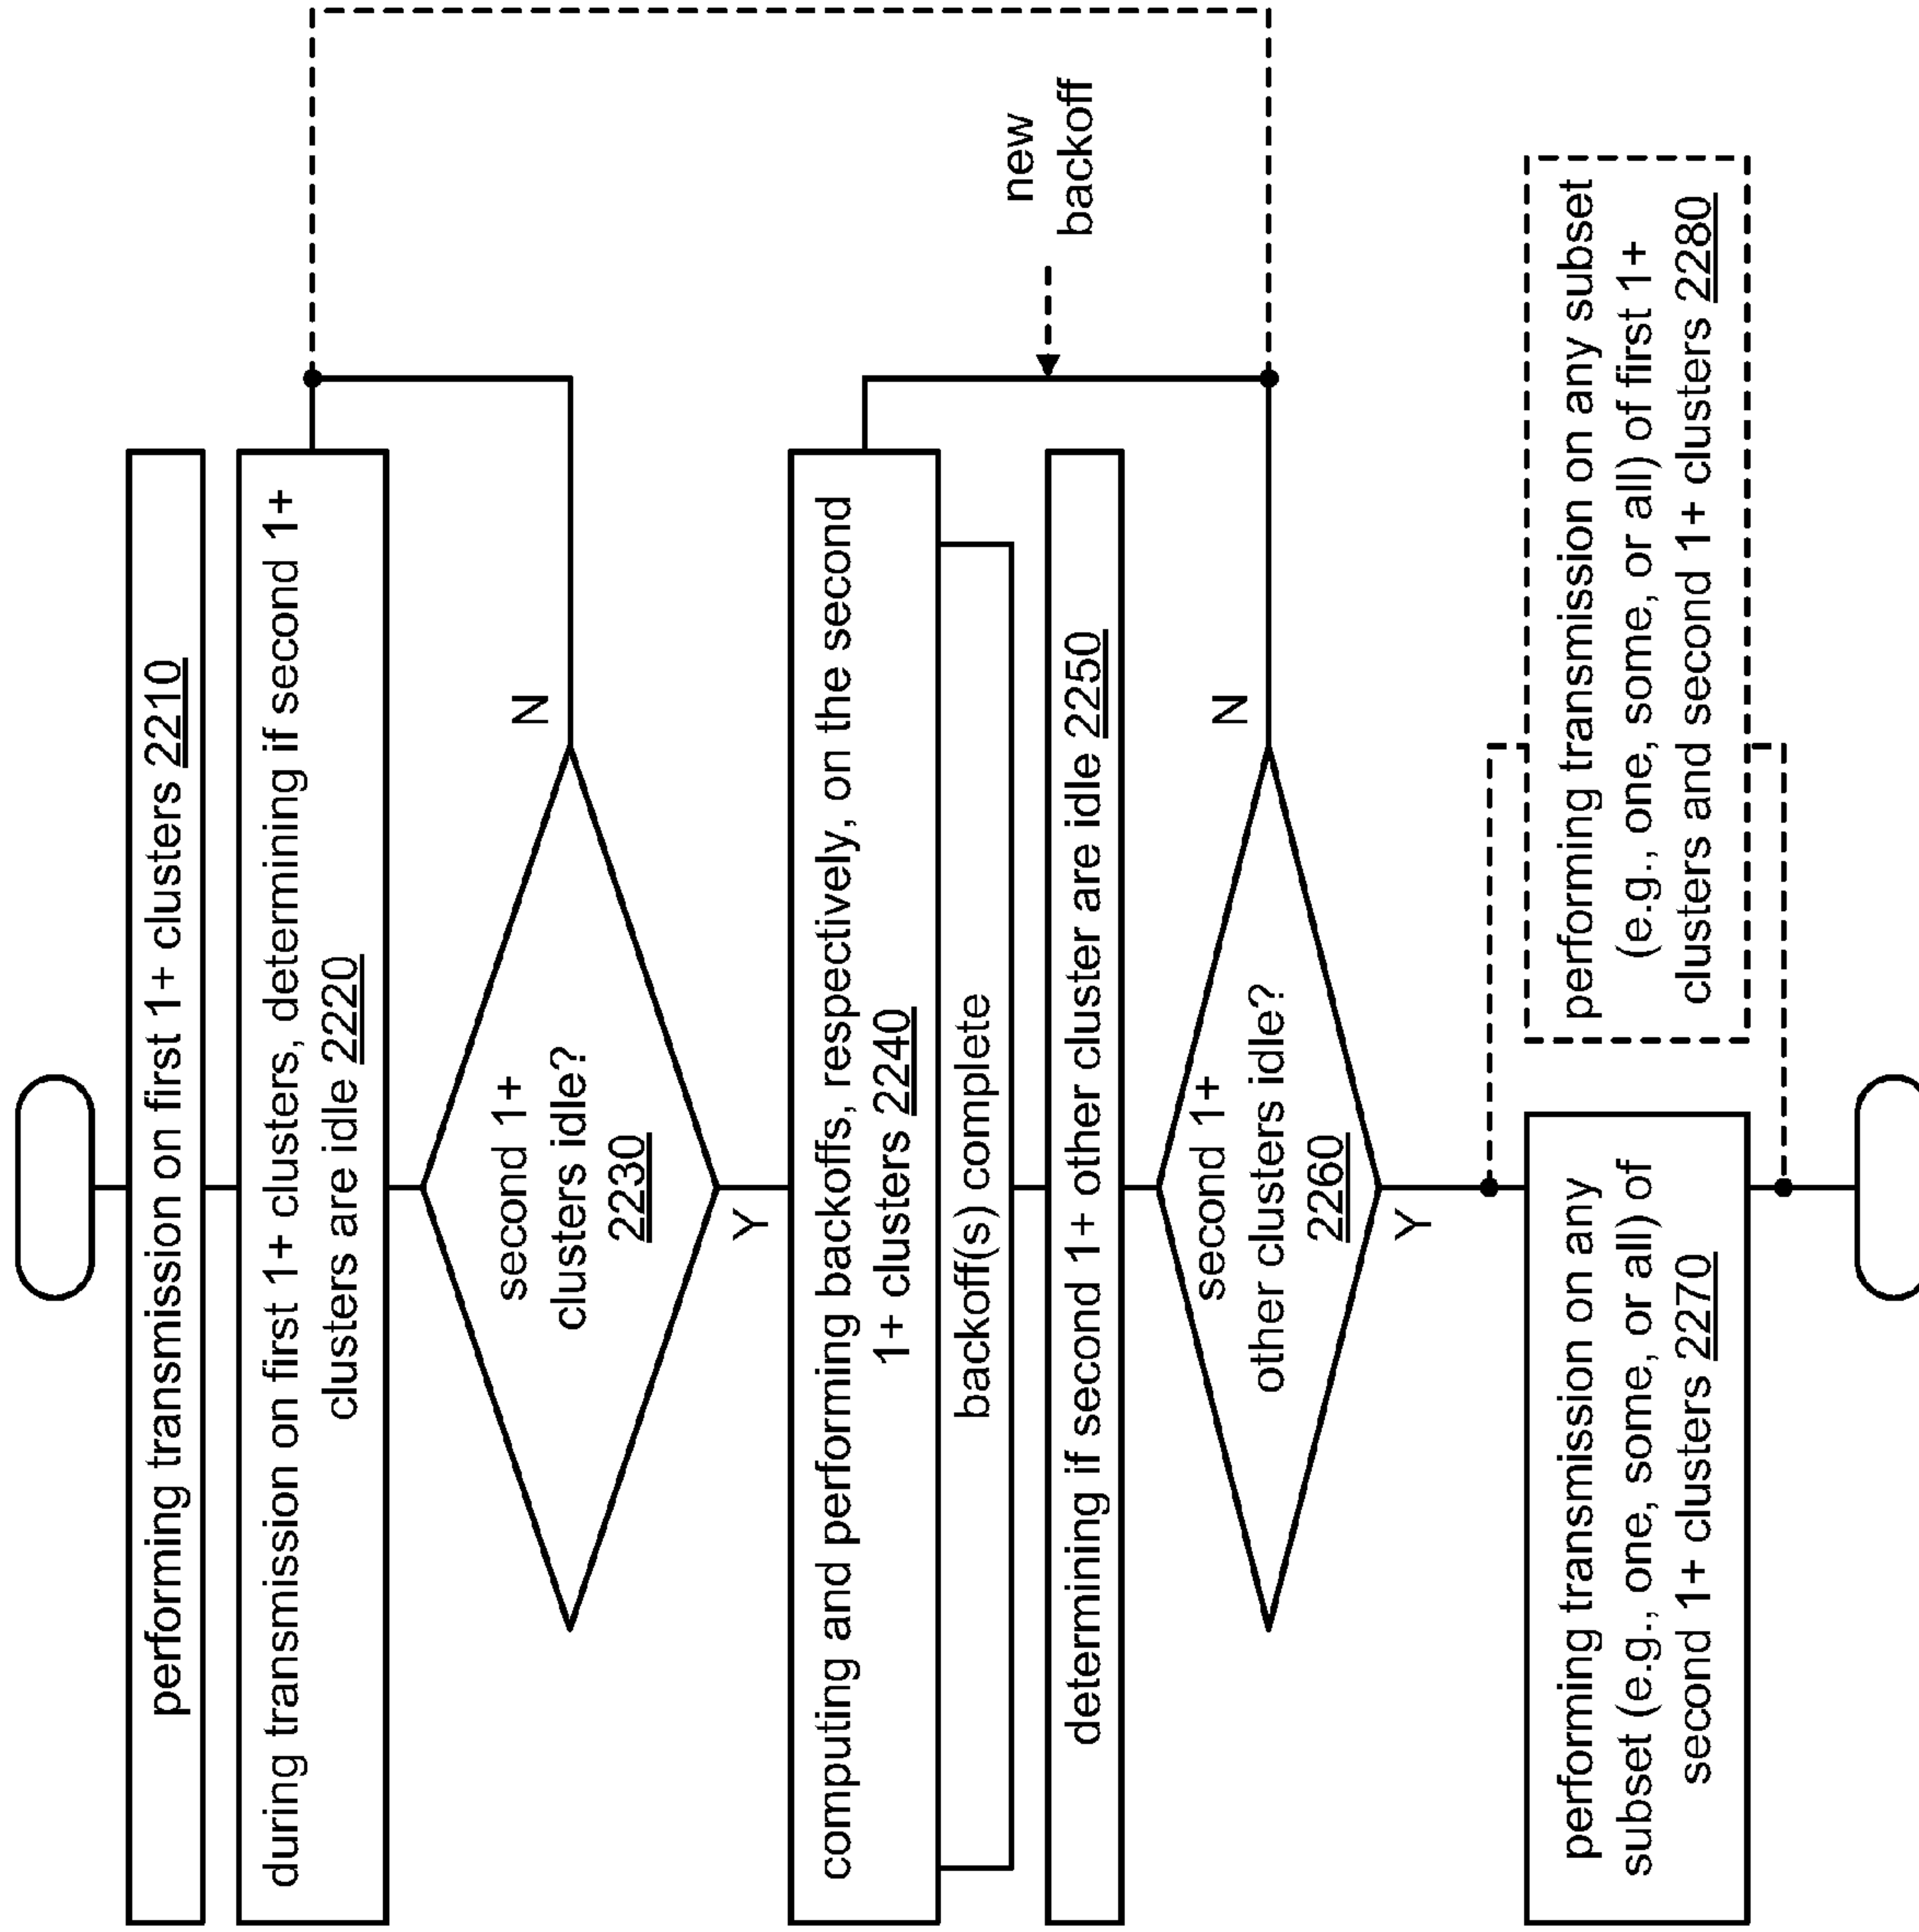 performing transmission on first 1+ clusters 2210
during transmission on first 1+ clusters, determining if second 1+
clusters are idle 2220
second 1+
clusters idle?
2230
N
Y
computing and performing backoffs, respectively, on the second
1+ clusters 2240
backoff(s) complete
new
backoff
determining if second 1+ other cluster are idle 2250
second 1+
other clusters idle?
2260
N
Y
performing transmission on any
subset (e.g., one, some, or all) of
second 1+ clusters 2270
performing transmission on any subset
(e.g., one, some, or all) of first 1+
clusters and second 1+ clusters 2280